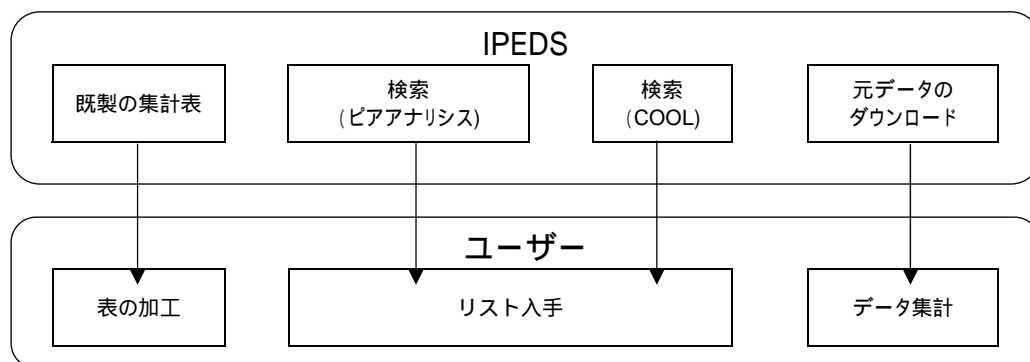 IPEDS
既製の集計表
検索
(ピアアナリシス)
検索
(COOL)
元データの
ダウンロード
ユーザー
表の加工
リスト入手
データ集計